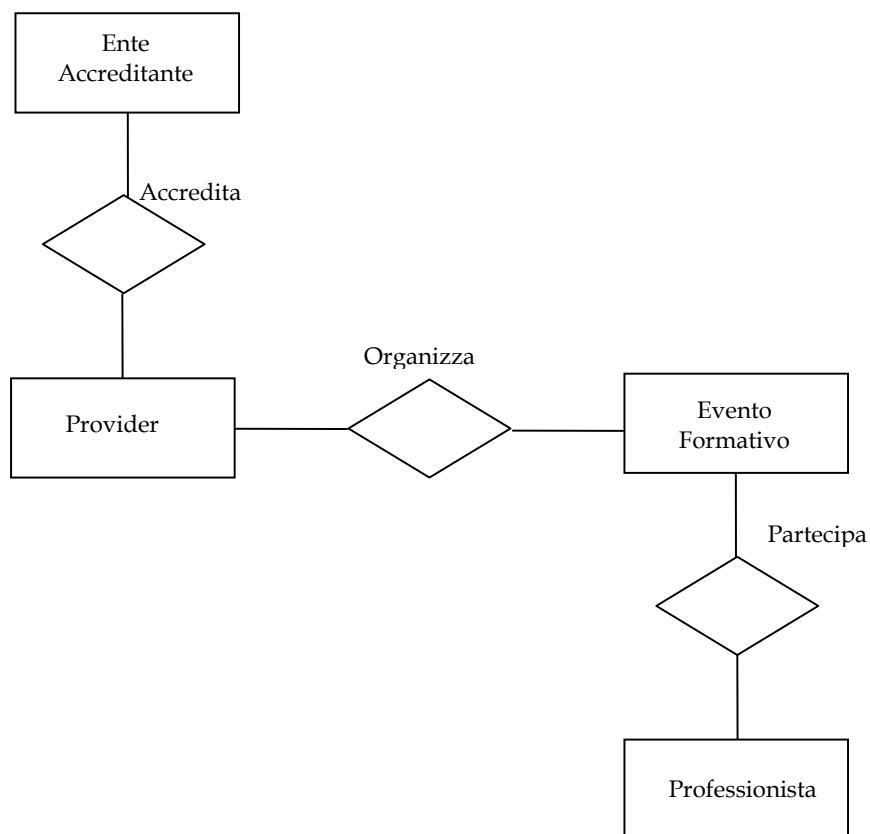 Ente
Accreditante
Accredita
Organizza
Provider
Evento
Formativo
Partecipa
Professionista